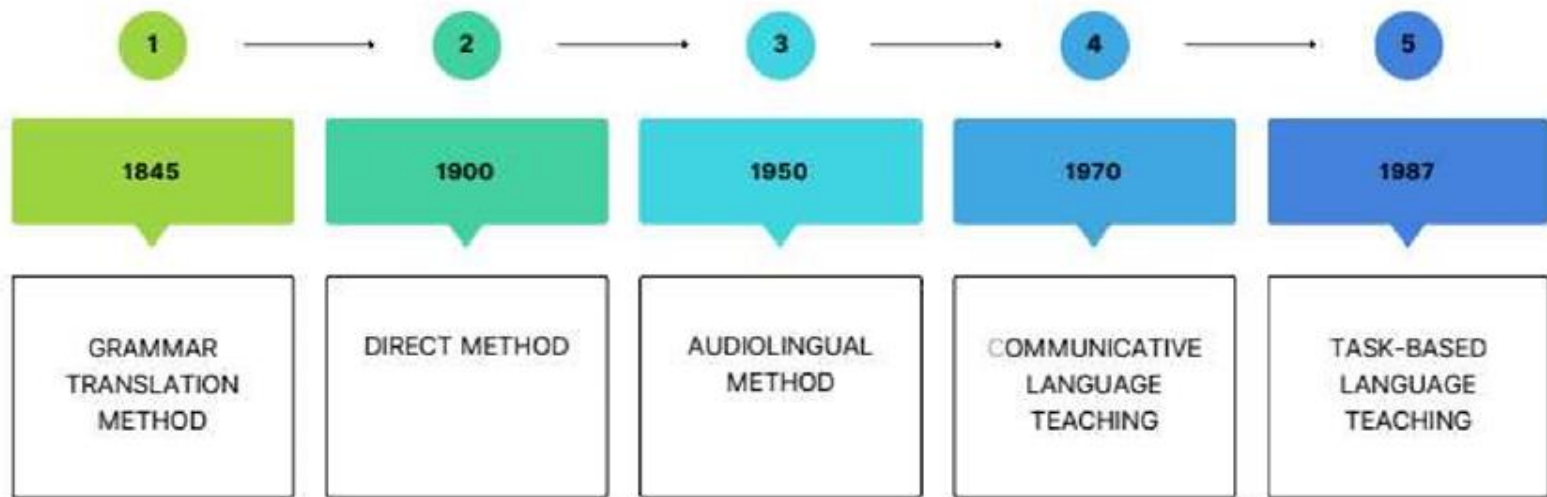 1
2
3
4
5
1845
1900
1950
1970
1987
GRAMMAR
TRANSLATION
METHOD
DIRECT METHOD
AUDIOLINGUAL
METHOD
COMMUNICATIVE
LANGUAGE
TEACHING
TASK-BASED
LANGUAGE
TEACHING